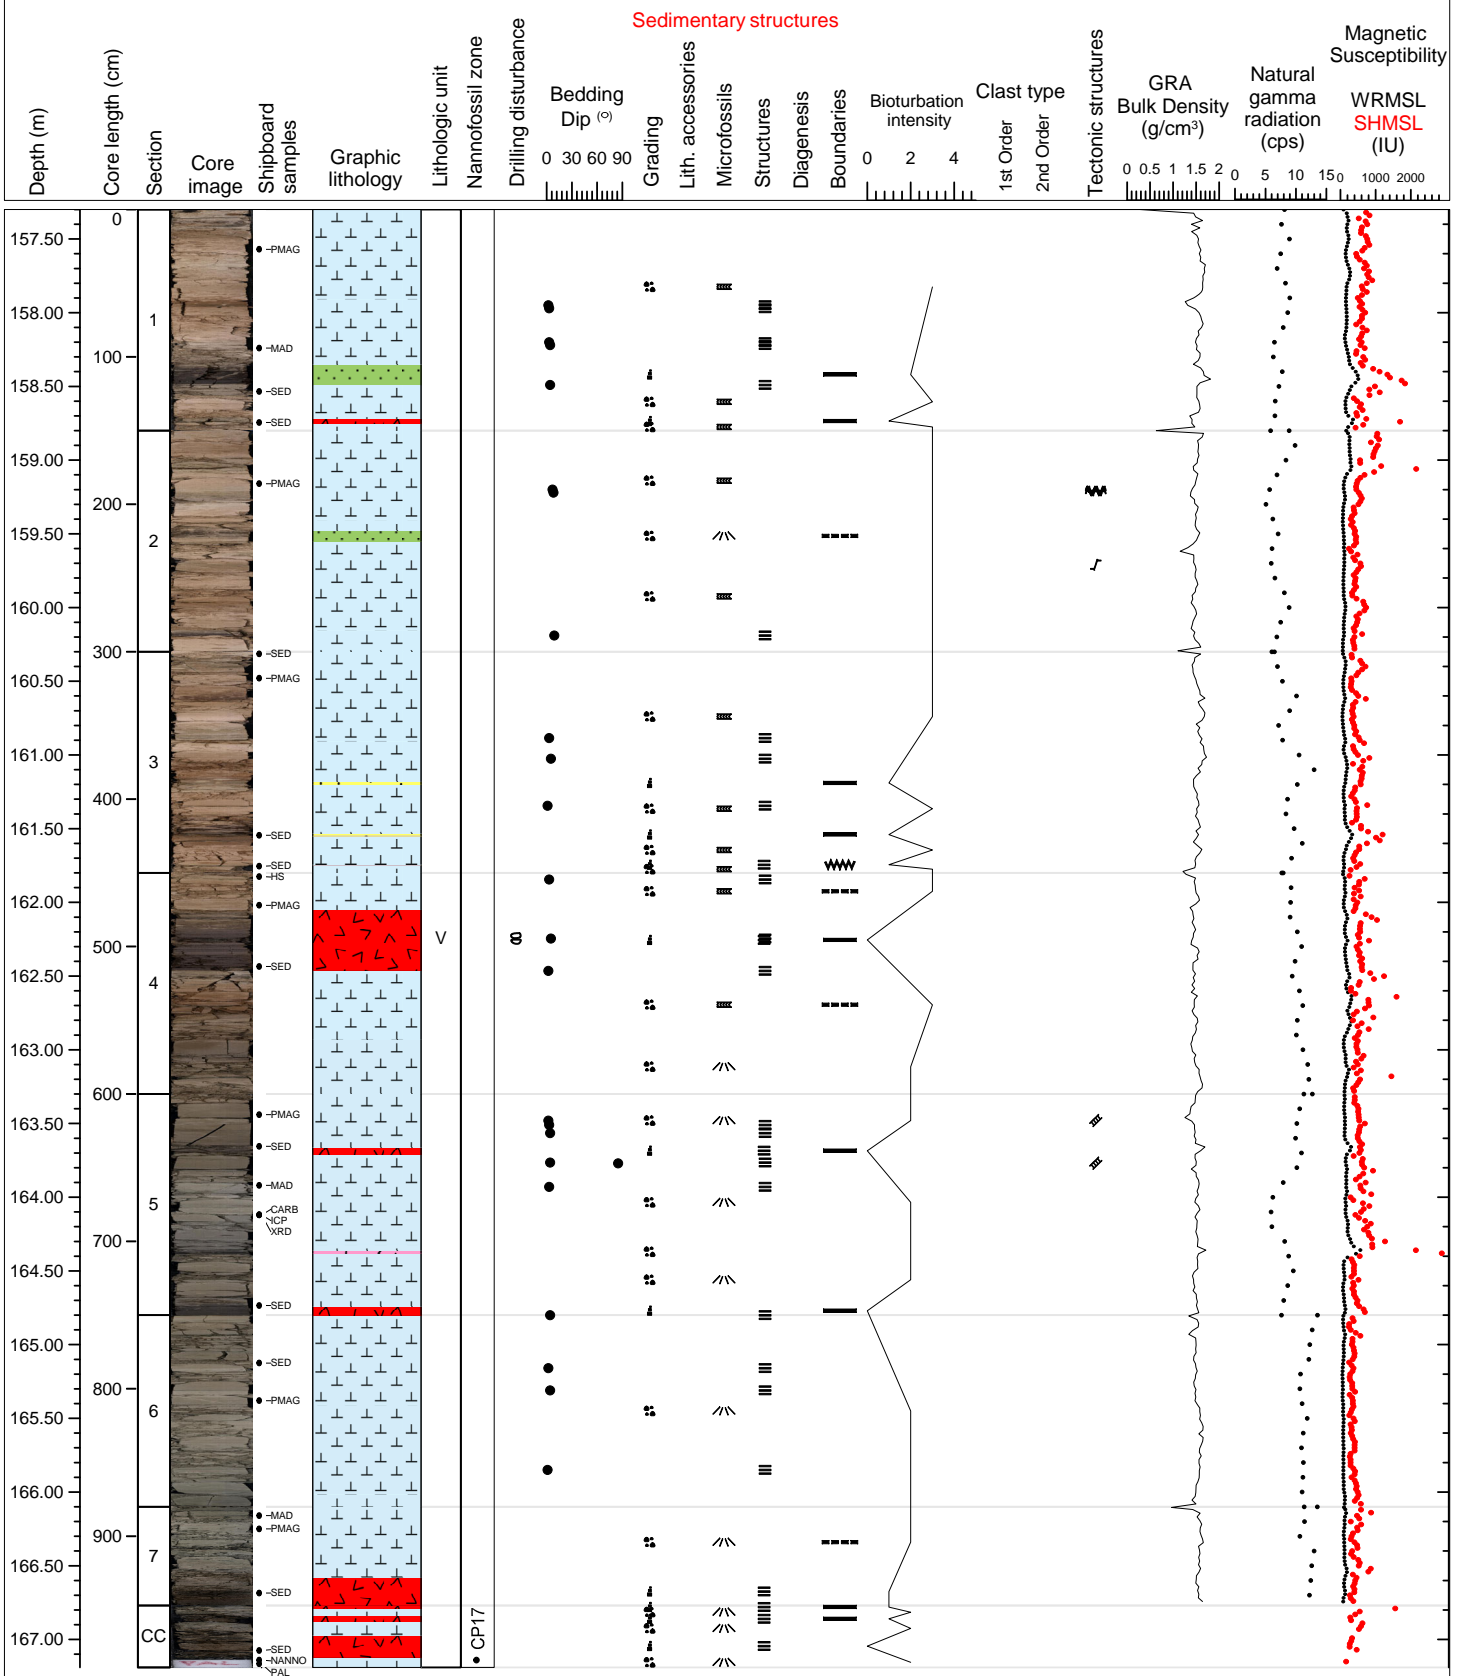 Sedimentary structures
Depth (m)
Core length (cm)
Section
Core
image
Shipboard
samples
Graphic
lithology
Lithologic unit
Nannofossil zone
Drilling disturbance
Bedding
Dip (o)
0 30 60 90
Grading
Lith. accessories
Microfossils
Structures
Diagenesis
Boundaries
Bioturbation
intensity
0 2 4
Clast type
1st Order
2nd Order
Tectonic structures
GRA
Bulk Density
(g/cm³)
0 0.5 1 1.5 2
Natural
gamma
radiation
(cps)
0 5 10 15
Magnetic
Susceptibility
WRMSL
SHMSL
(IU)
0 1000 2000
157.50
158.00
158.50
159.00
159.50
160.00
160.50
161.00
161.50
162.00
162.50
163.00
163.50
164.00
164.50
165.00
165.50
166.00
166.50
167.00
0
100
200
300
400
500
600
700
800
900
1
2
3
4
5
6
7
CC
PMAG
MAD
SED
SED
PMAG
SED
PMAG
SED
SED
HS
PMAG
SED
PMAG
SED
MAD
CARB
ICP
XRD
SED
SED
PMAG
MAD
PMAG
SED
SED
NANNO
PAL
V
CP17